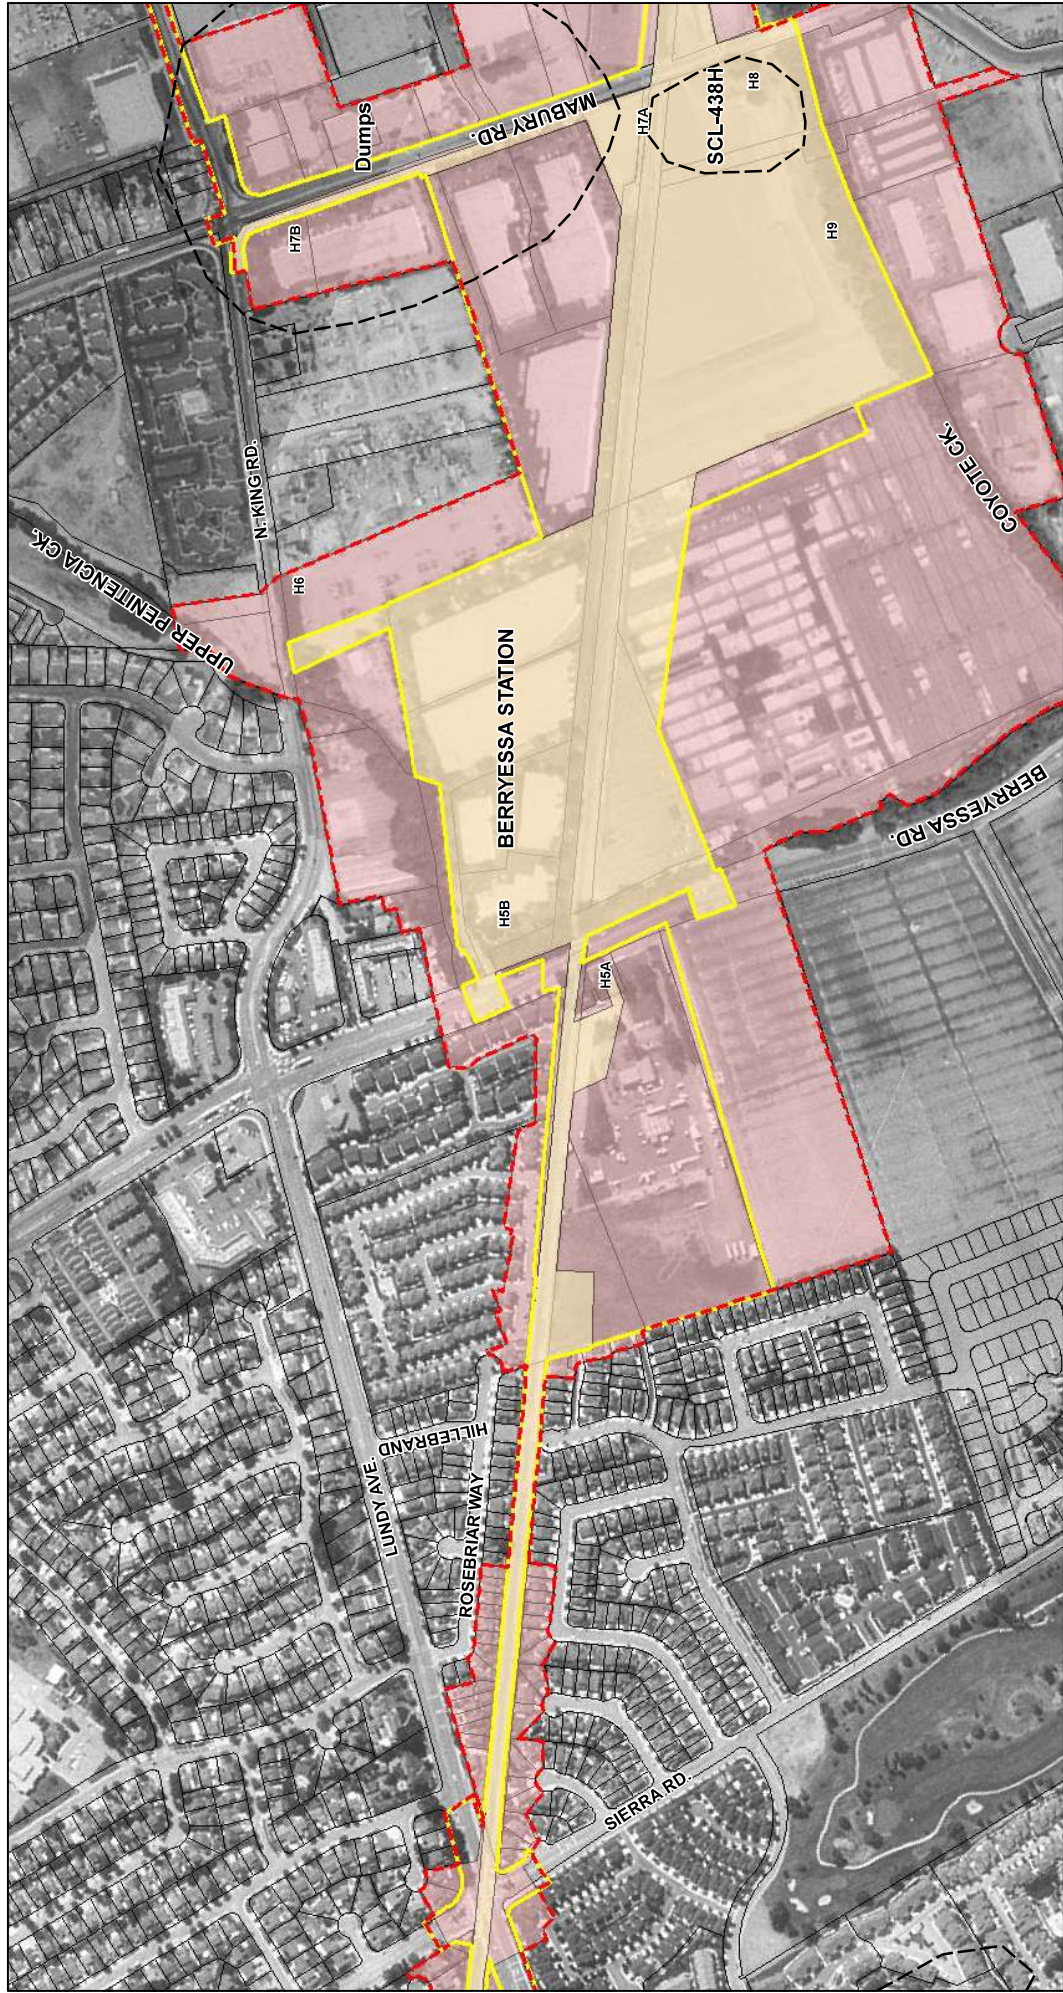 Dumps
MABURY RD.
H7A
SCL-438H
H8
H7B
H9
N. KING RD.
UPPER PENITENCIA CK.
H6
COYOTE CK.
BERRYESSA STATION
BERRYESSA RD.
H5B
H5A
HILLEBRAND
LUNDY AVE.
ROSEBRIAR WAY
SIERRA RD.